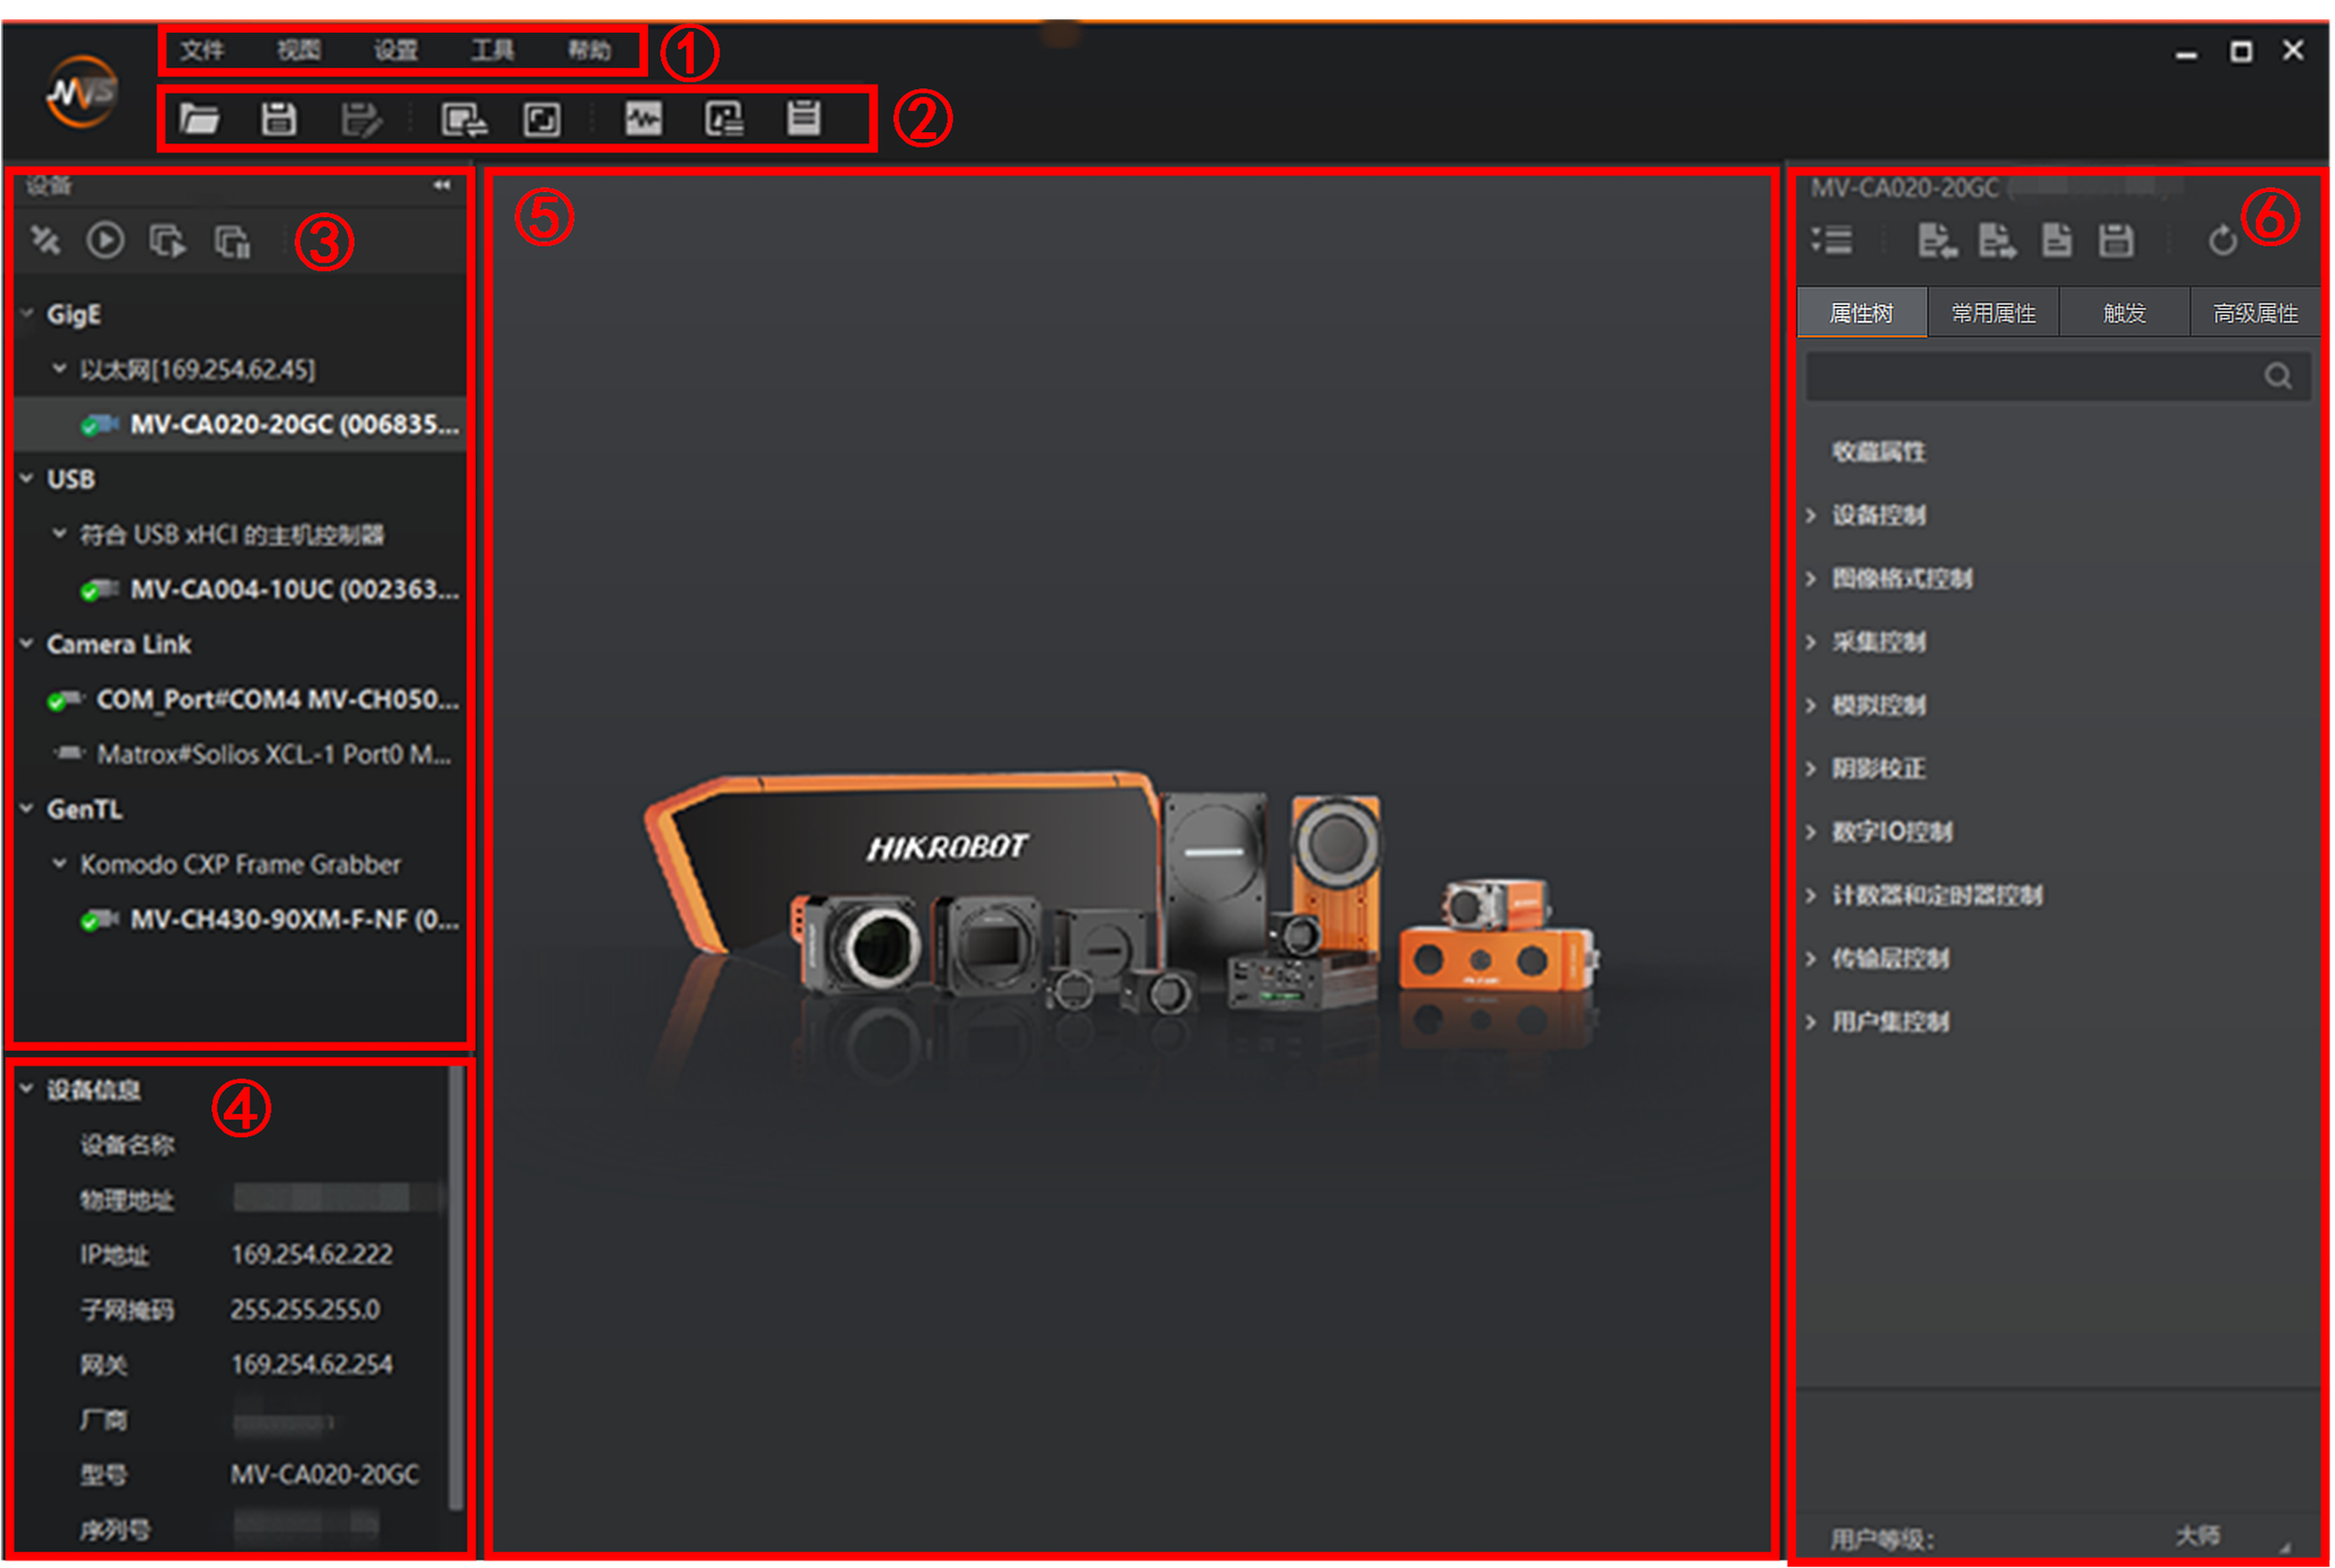 文件 视图 设置 工具 帮助 ①
MVS
②
设备
③
GigE
以太网[169.254.62.45]
MV-CA020-20GC (006835...
USB
符合 USB xHCI 的主机控制器
MV-CA004-10UC (002363...
Camera Link
COM_Port#COM4 MV-CH050...
Matrox#Solios XCL-1 Port0 M...
GenTL
Komodo CXP Frame Grabber
MV-CH430-90XM-F-NF (0...
设备信息
④
设备名称
物理地址
IP地址 169.254.62.222
子网掩码 255.255.255.0
网关 169.254.62.254
厂商
型号 MV-CA020-20GC
序列号
⑤
HIKROBOT
MV-CA020-20GC (
⑥
属性树 常用属性 触发 高级属性
收藏属性
设备控制
图像格式控制
采集控制
模拟控制
阴影校正
数字IO控制
计数器和定时器控制
传输层控制
用户集控制
用户等级: 大师